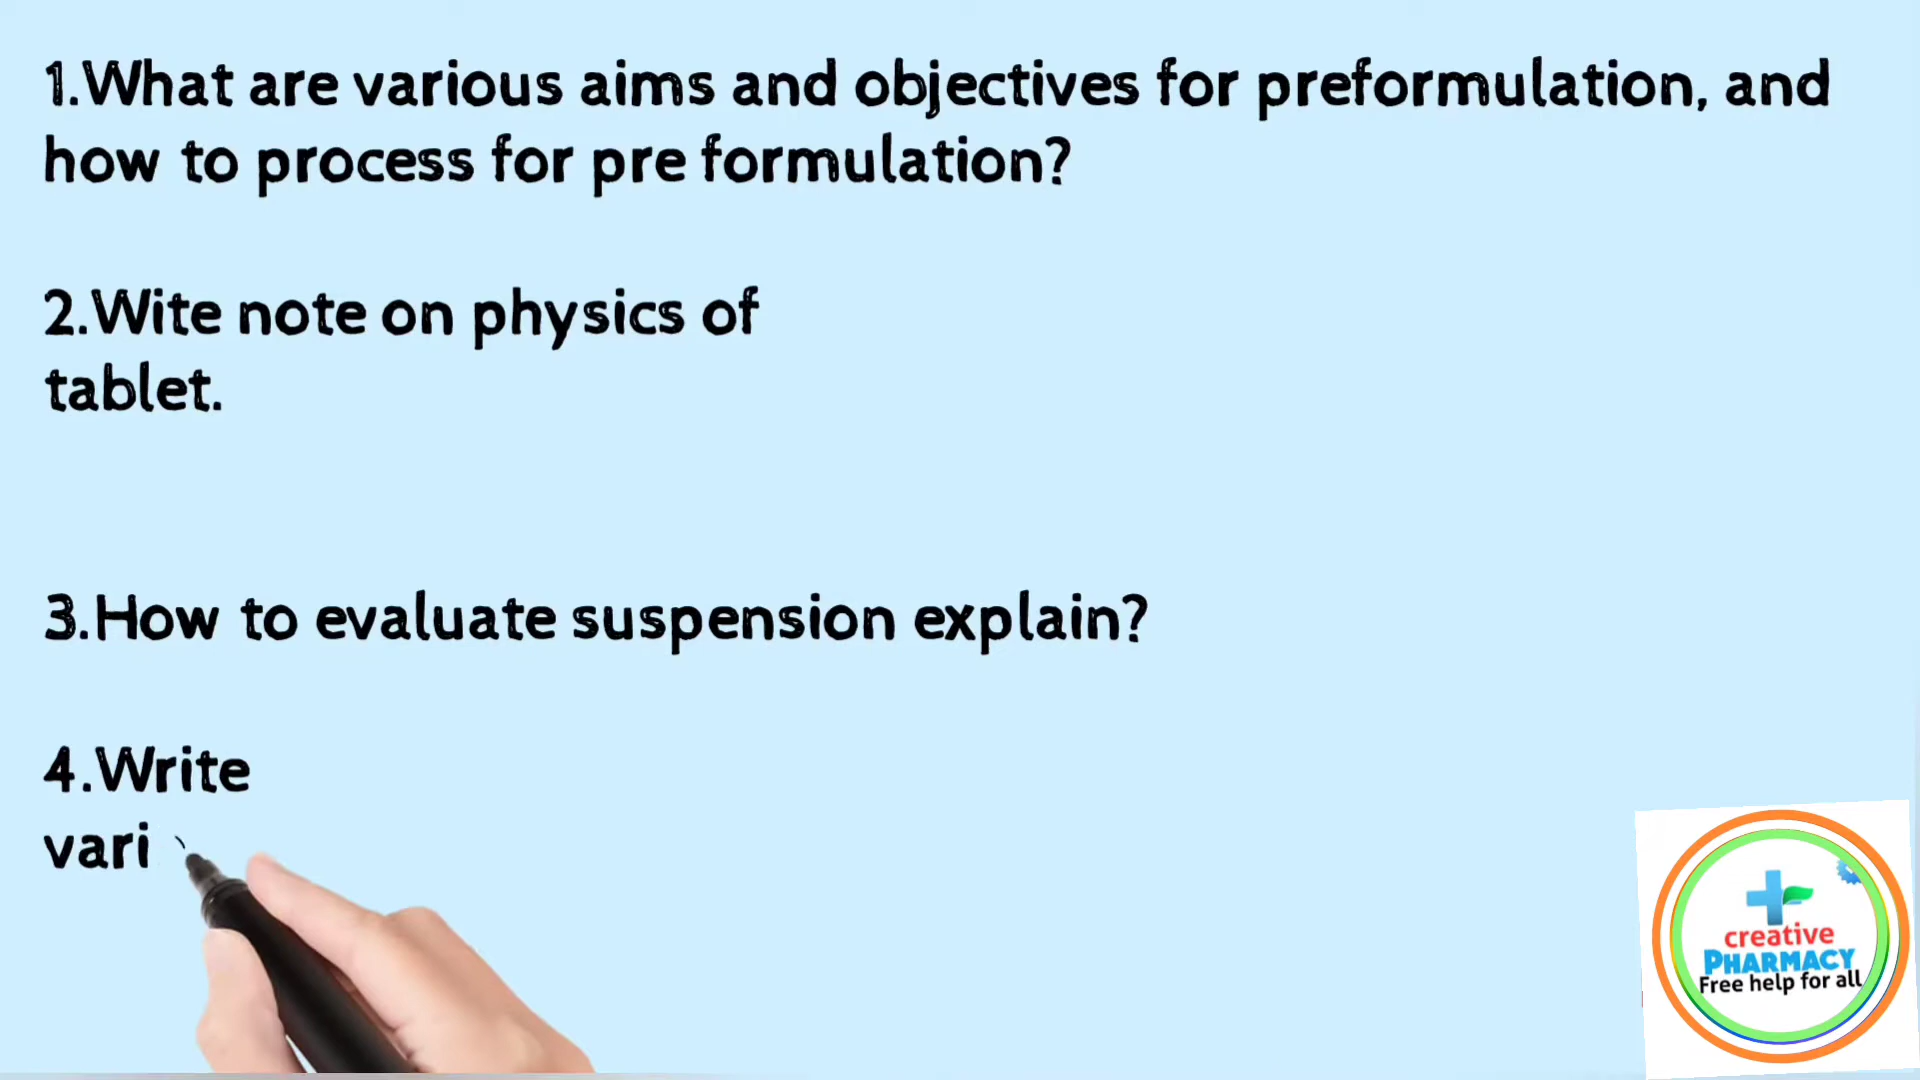 1.What are various aims and objectives for preformulation, and
how to process for pre formulation?
2.Wite note on physics of
tablet.
3.How to evaluate suspension explain?
4.Write
vari
creative
PHARMACY
Free help for all